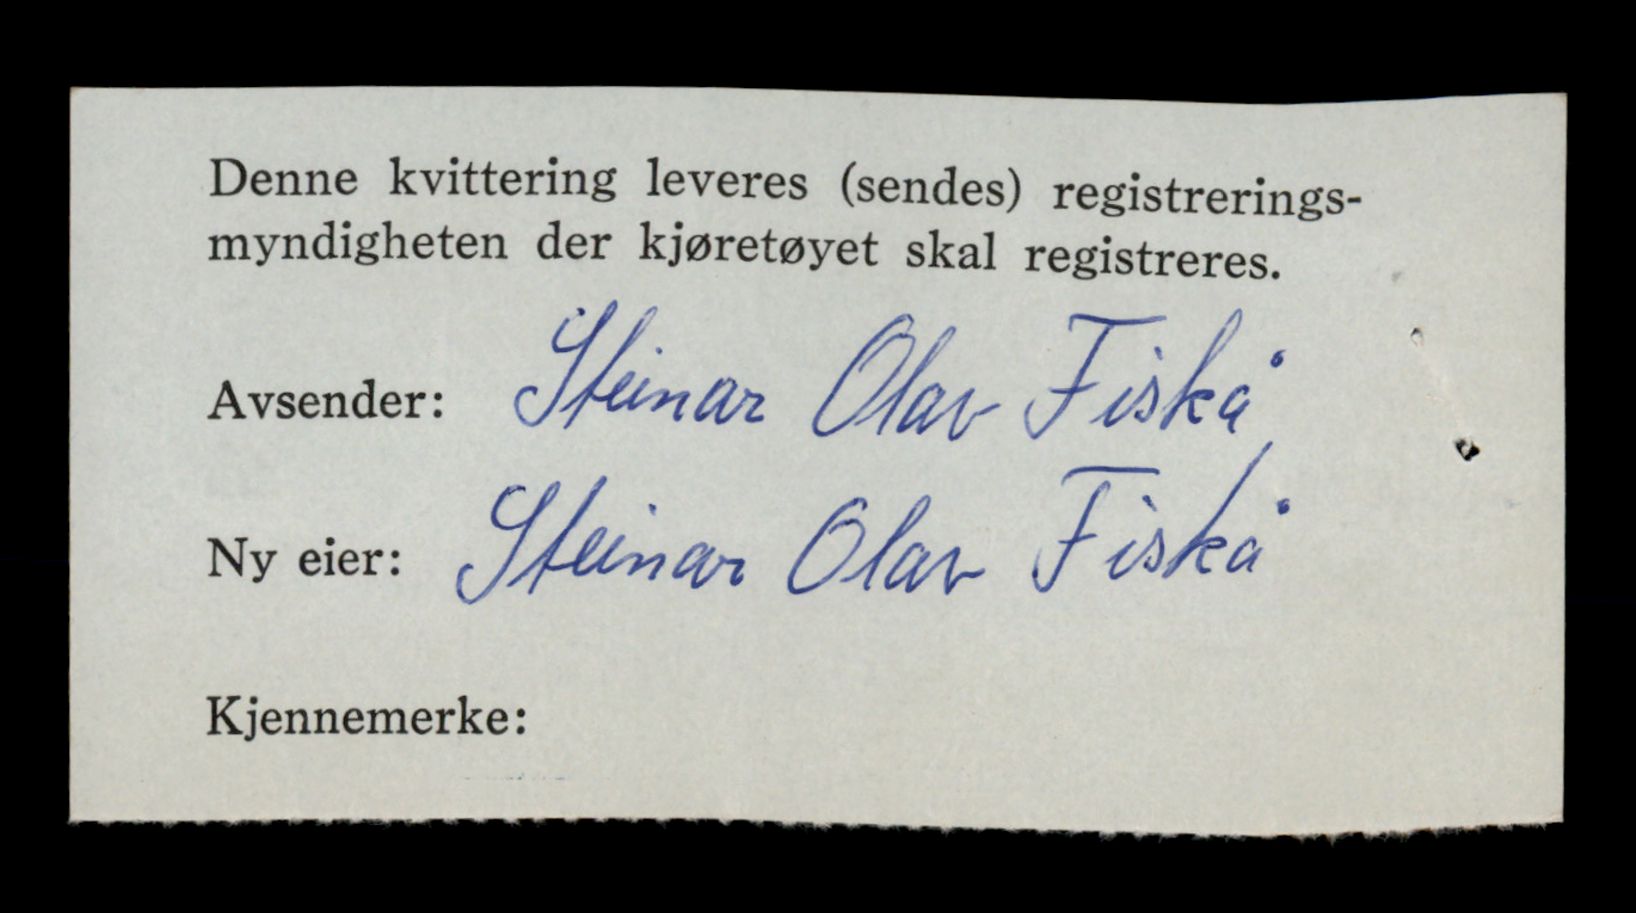 Denne kvittering leveres (sendes) registrerings-
myndigheten der kjøretøyet skal registreres.
Avsender: Steinar Olav Fiskå
Ny eier: Steinar Olav Fiskå
Kjennemerke: